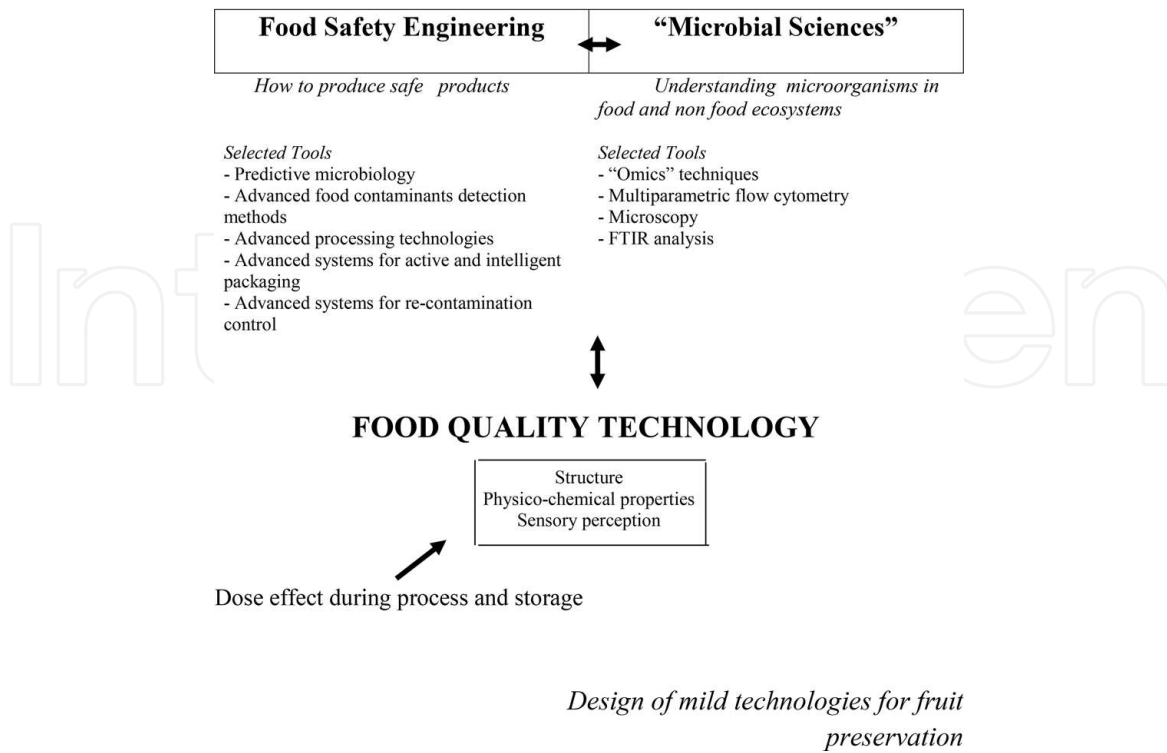 Food Safety Engineering
“Microbial Sciences”
How to produce safe products
Understanding microorganisms in
food and non food ecosystems
Selected Tools
- Predictive microbiology
- Advanced food contaminants detection
methods
- Advanced processing technologies
- Advanced systems for active and intelligent
packaging
- Advanced systems for re-contamination
control
Selected Tools
- “Omics” techniques
- Multiparametric flow cytometry
- Microscopy
- FTIR analysis
FOOD QUALITY TECHNOLOGY
Structure
Physico-chemical properties
Sensory perception
Dose effect during process and storage
Design of mild technologies for fruit
preservation
Int
en